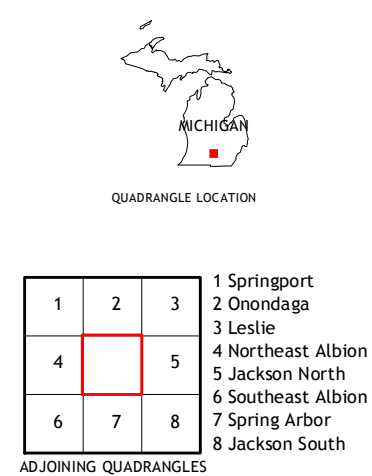 MICHIGAN
QUADRANGLE LOCATION
1 2 3
4 5
6 7 8
1 Springport
2 Onondaga
3 Leslie
4 Northeast Albion
5 Jackson North
6 Southeast Albion
7 Spring Arbor
8 Jackson South
ADJOINING QUADRANGLES